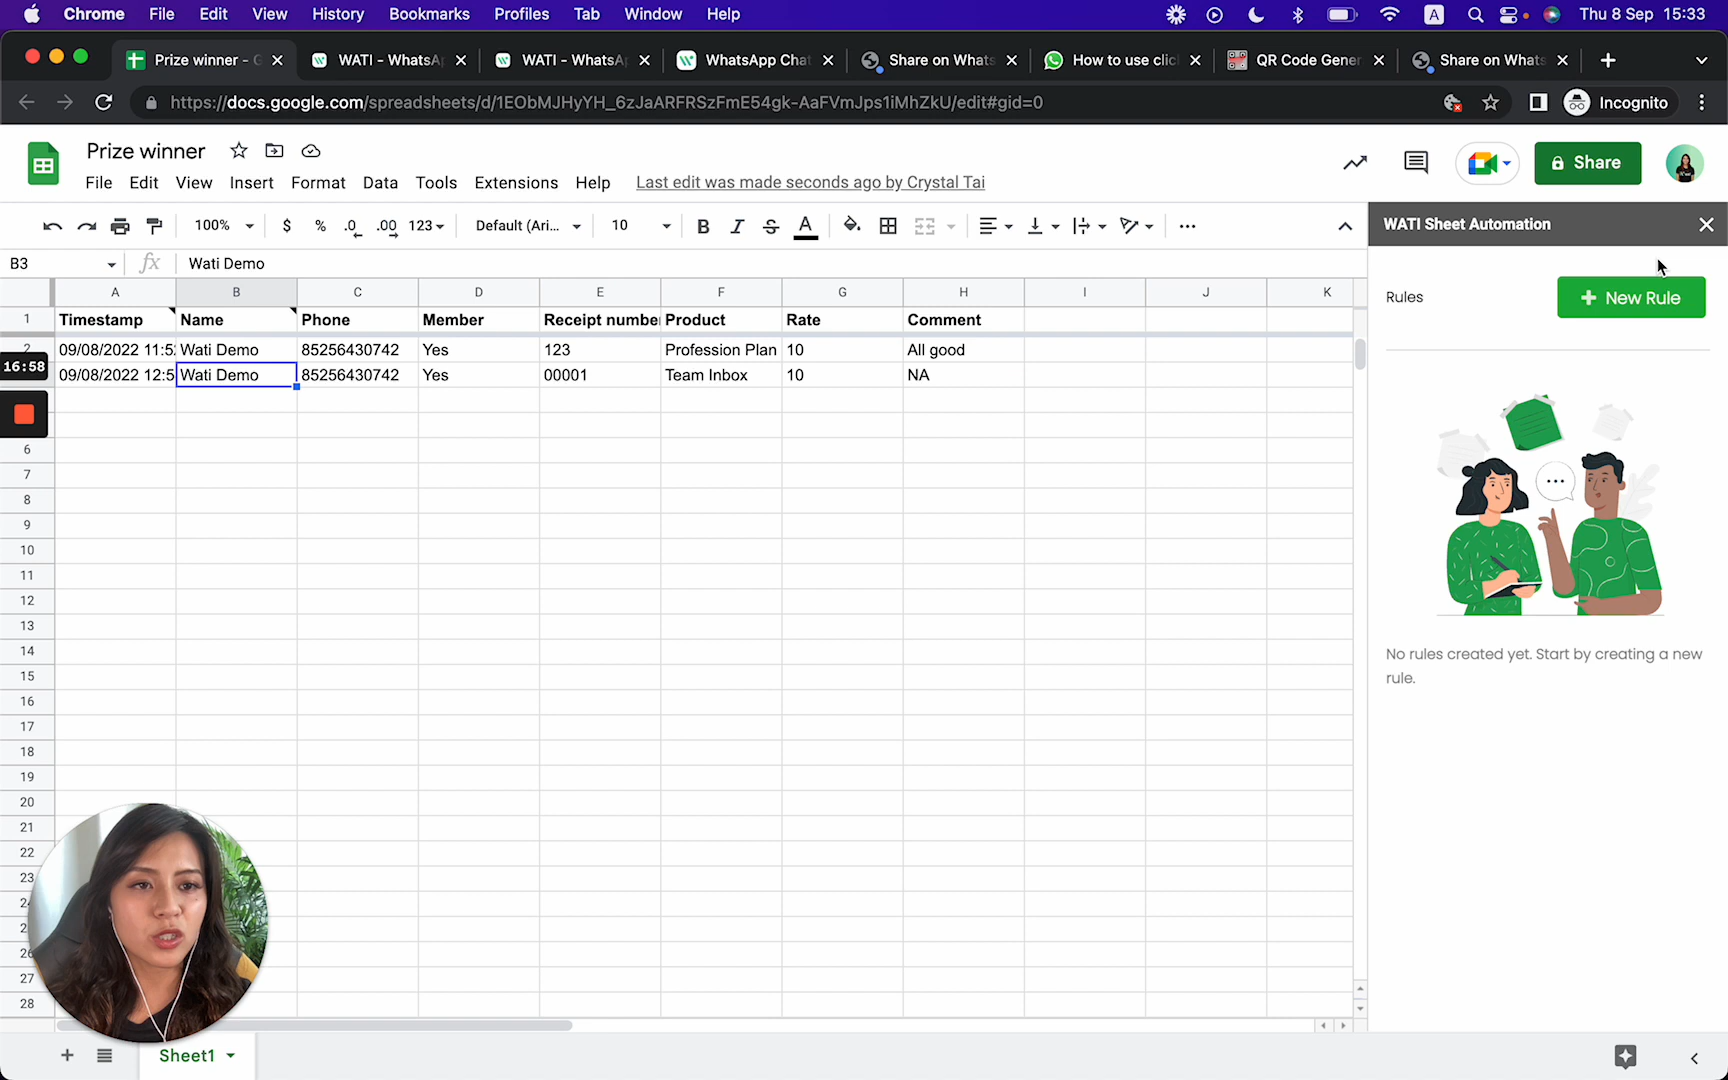 Chrome File Edit View History Bookmarks Profiles Tab Window Help A Thu 8 Sep 15:33
Prize winner - G WATI - WhatsA WATI - WhatsA WhatsApp Chat Share on Whats How to use clic QR Code Gener Share on Whats
https://docs.google.com/spreadsheets/d/1EObMJHyYH_6zJaARFRSzFmE54gk-AaFVmJps1iMhZkU/edit#gid=0 Incognito
Prize winner
Share
File Edit View Insert Format Data Tools Extensions Help Last edit was made seconds ago by Crystal Tai
100% $ % .0 .00 123 Default (Ari... 10 B I S A
WATI Sheet Automation
B3 fx Wati Demo
A B C D E F G H I J K
Rules
+ New Rule
1 Timestamp Name Phone Member Receipt numbe Product Rate Comment
2 09/08/2022 11:5 Wati Demo 85256430742 Yes 123 Profession Plan 10 All good
16:58
09/08/2022 12:5 Wati Demo 85256430742 Yes 00001 Team Inbox 10 NA
6
7
8
9
10
11
12
13
14
15
16
17
18
19
20
21
22
23
26
27
28
No rules created yet. Start by creating a new
rule.
Sheet1